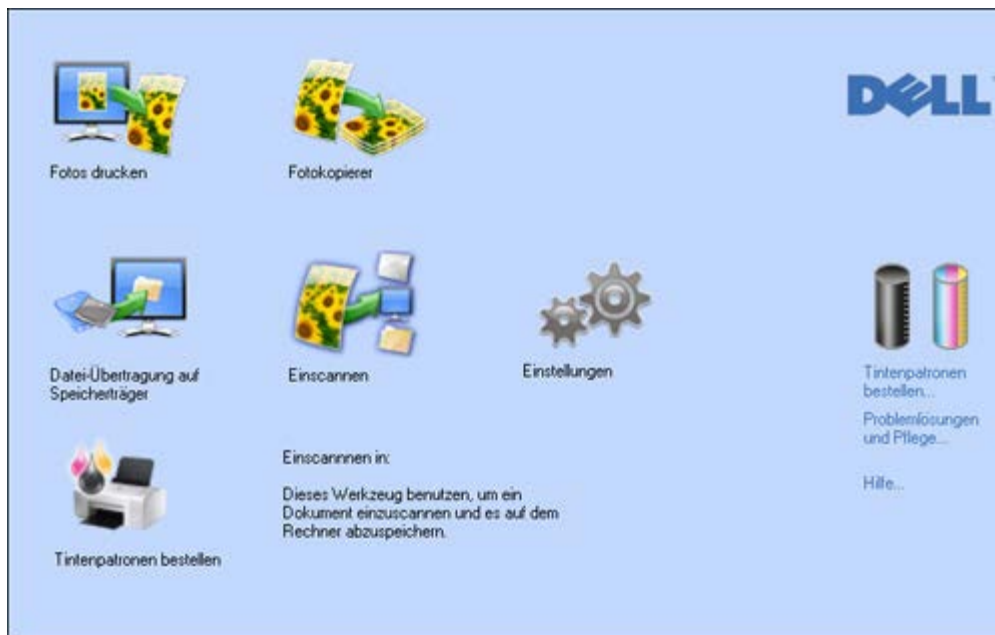 DELL
Fotos drucken
Fotokopierer
Datei-Übertragung auf
Speicherträger
Einscannen
Einstellungen
Tintenpatronen
bestellen...
Problemlösungen
und Pflege...
Hilfe...
Einscannnen in:
Dieses Werkzeug benutzen, um ein
Dokument einzuscannen und es auf dem
Rechner abzuspeichern.
Tintenpatronen bestellen